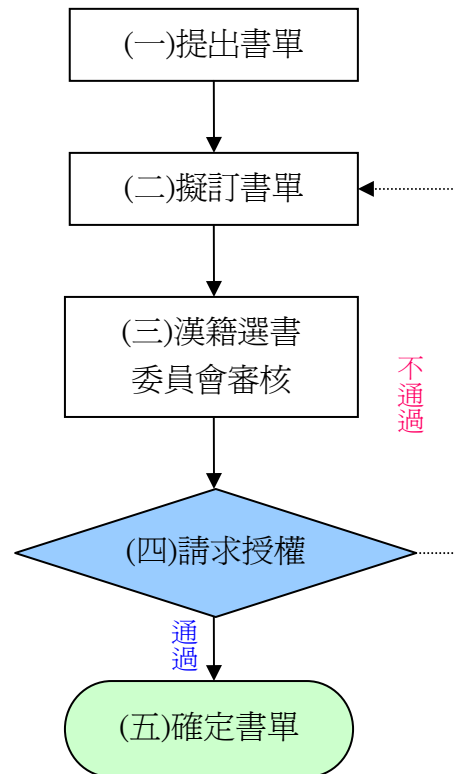 (一)提出書單
(二)擬訂書單
(三)漢籍選書
委員會審核
不通過
(四)請求授權
通過
(五)確定書單